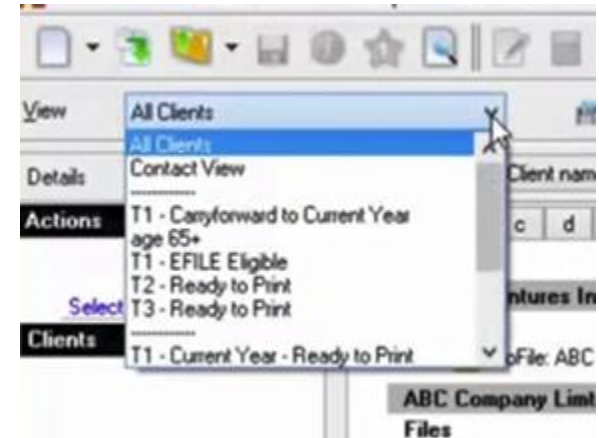 View
All Clients
All Clients
Contact View
------------
T1 - Carryforward to Current Year
age 65+
T1 - EFILE Eligible
T2 - Ready to Print
T3 - Ready to Print
------------
T1 - Current Year - Ready to Print
Details
Actions
Select
Clients
Client nam
c d
ntures In
oFile: ABC
ABC Company Limt
Files